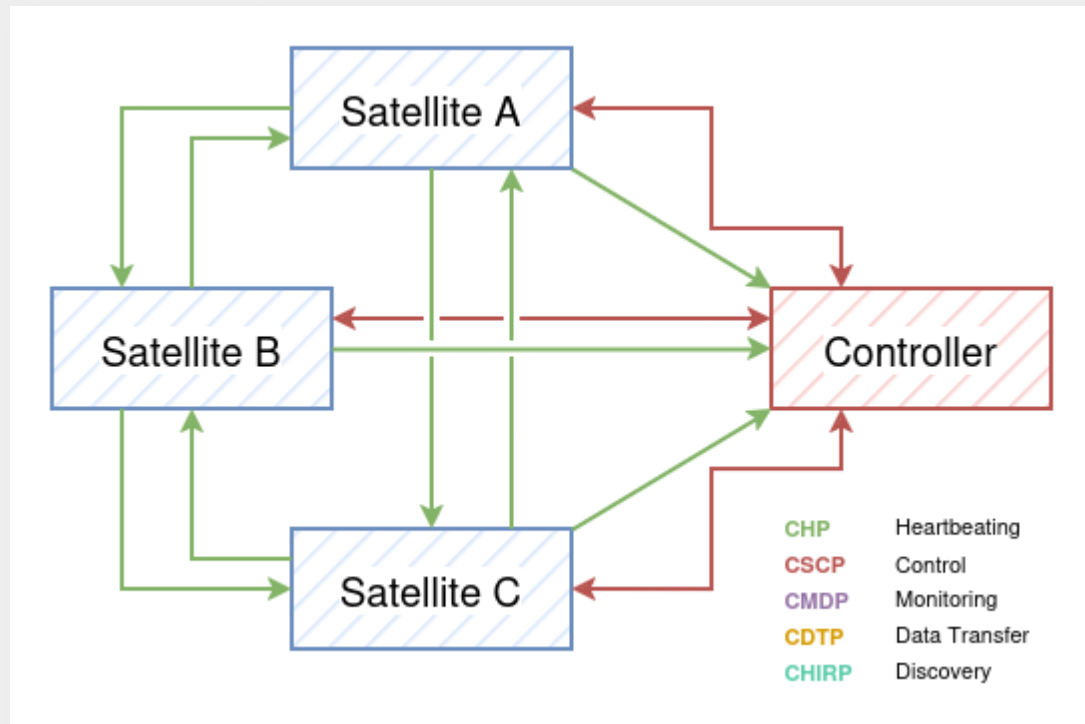 Satellite A
Satellite B
Controller
Satellite C
CHP Heartbeating
CSCP Control
CMDP Monitoring
CDTP Data Transfer
CHIRP Discovery